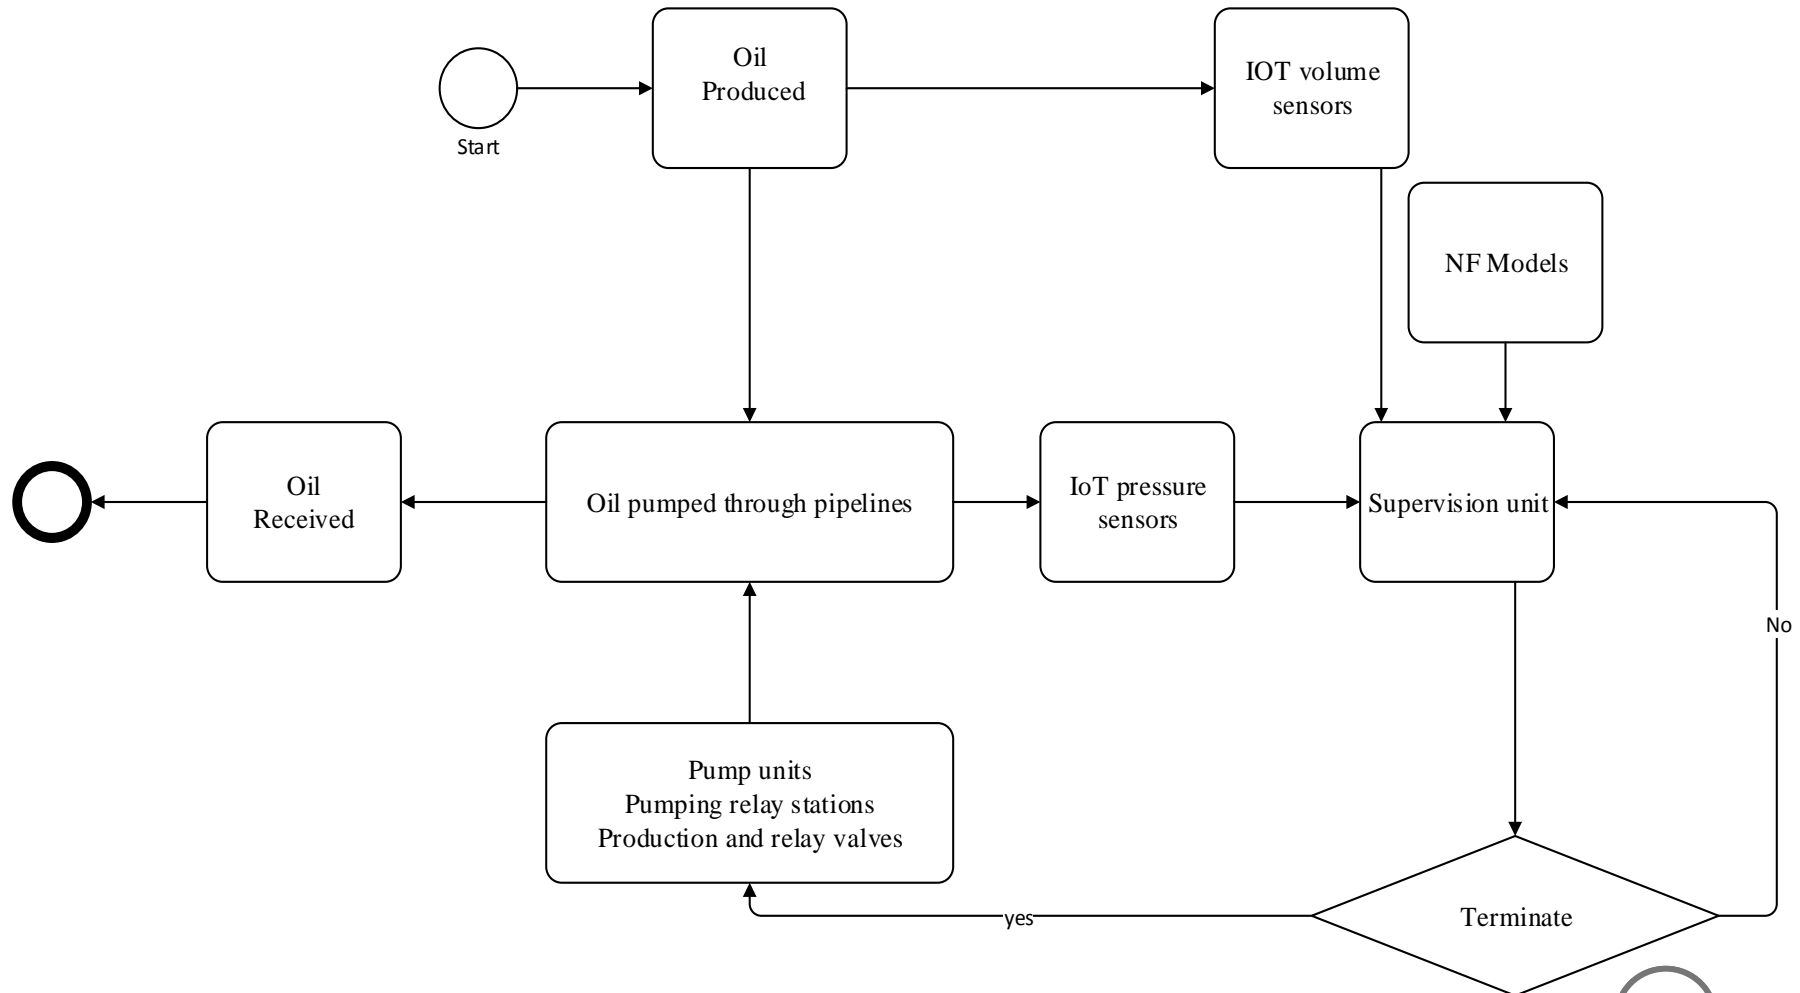 Oil
Produced
IOT volume
sensors
Start
NF Models
Oil
Received
Oil pumped through pipelines
IoT pressure
sensors
Supervision unit
No
Pump units
Pumping relay stations
Production and relay valves
yes
Terminate